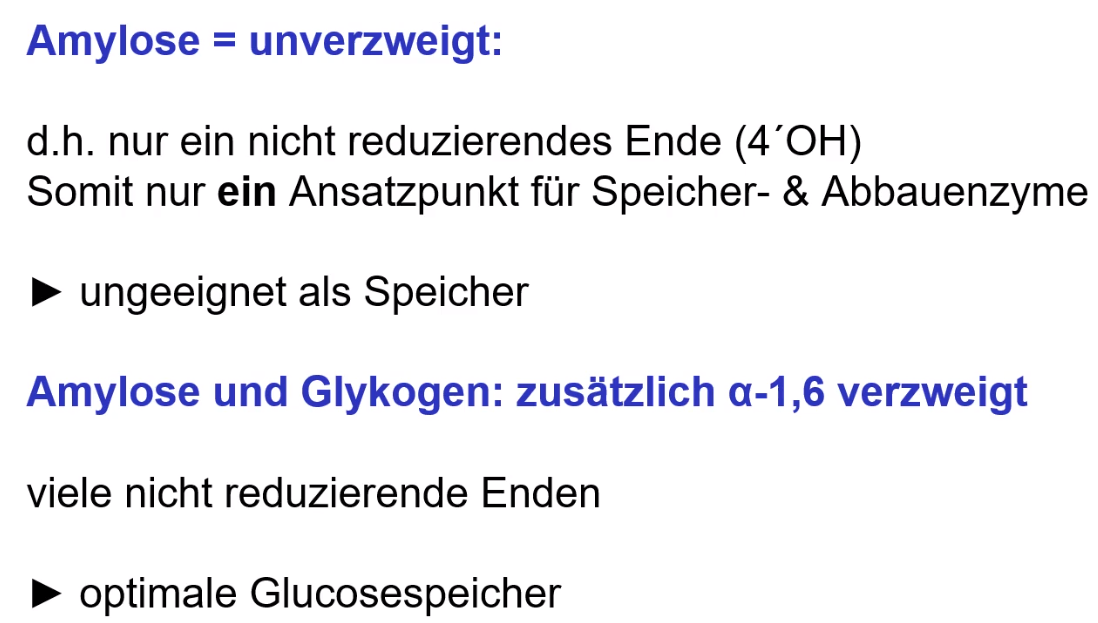 Amylose = unverzweigt:
d.h. nur ein nicht reduzierendes Ende (4´OH)
Somit nur ein Ansatzpunkt für Speicher- & Abbauenzyme
► ungeeignet als Speicher
Amylose und Glykogen: zusätzlich α-1,6 verzweigt
viele nicht reduzierende Enden
► optimale Glucosespeicher